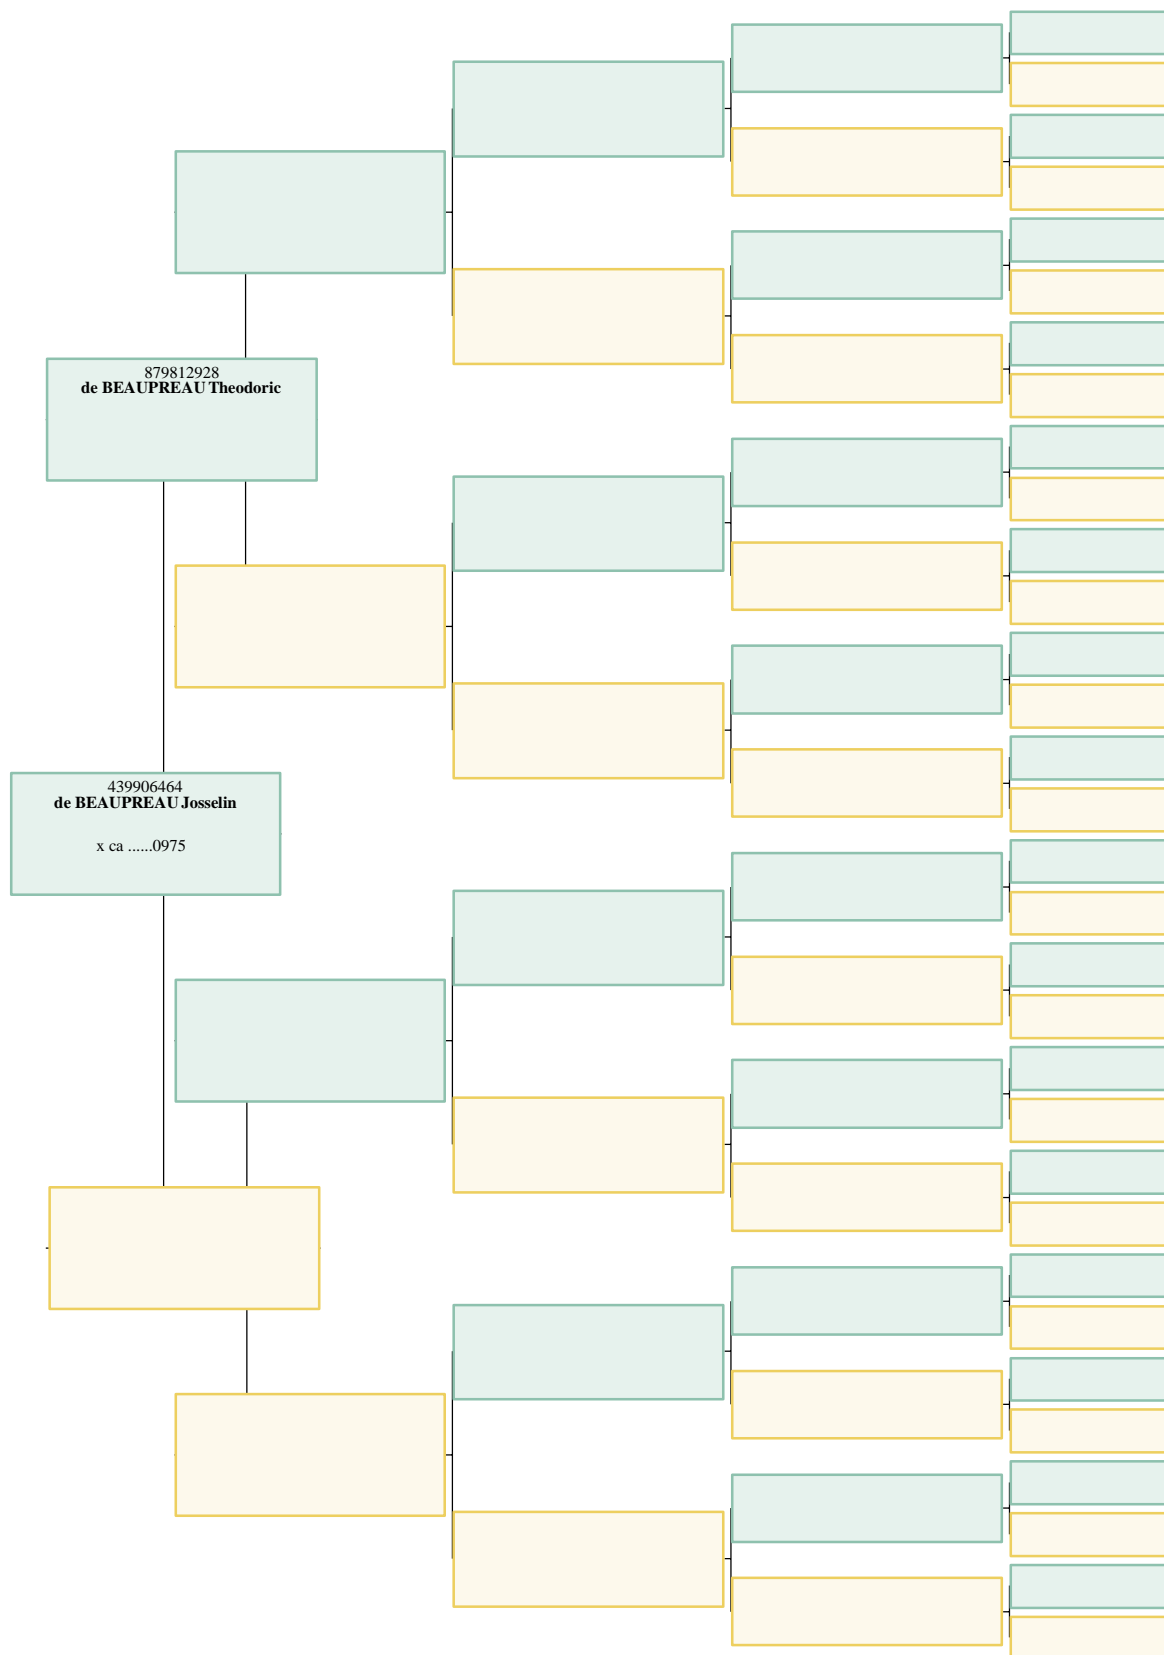 879812928
de BEAUPREAU Theodoric
439906464
de BEAUPREAU Josselin
x ca ......0975